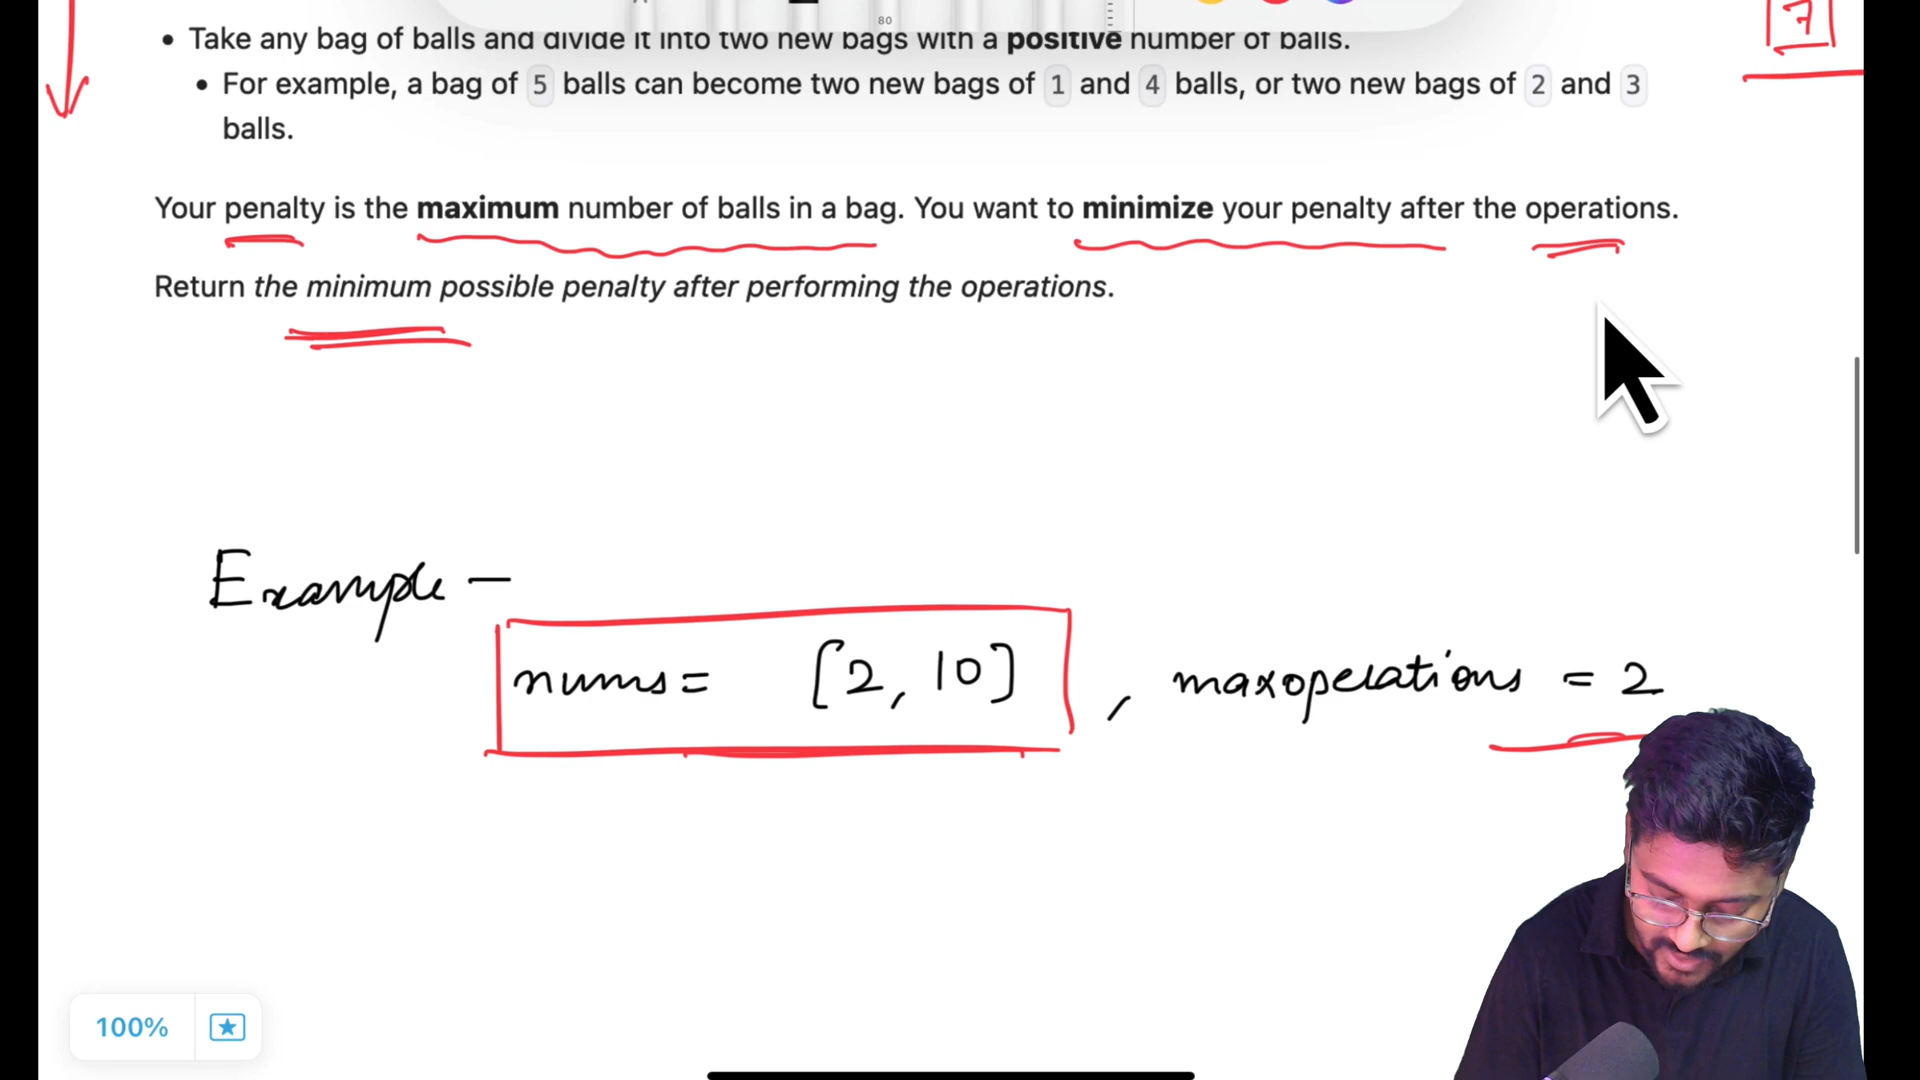 80
7
• Take any bag of balls and divide it into two new bags with a positive number of balls.
• For example, a bag of 5 balls can become two new bags of 1 and 4 balls, or two new bags of 2 and 3
balls.
Your penalty is the maximum number of balls in a bag. You want to minimize your penalty after the operations.
Return the minimum possible penalty after performing the operations.
Example –
nums = [2, 10] , maxoperations = 2
100%